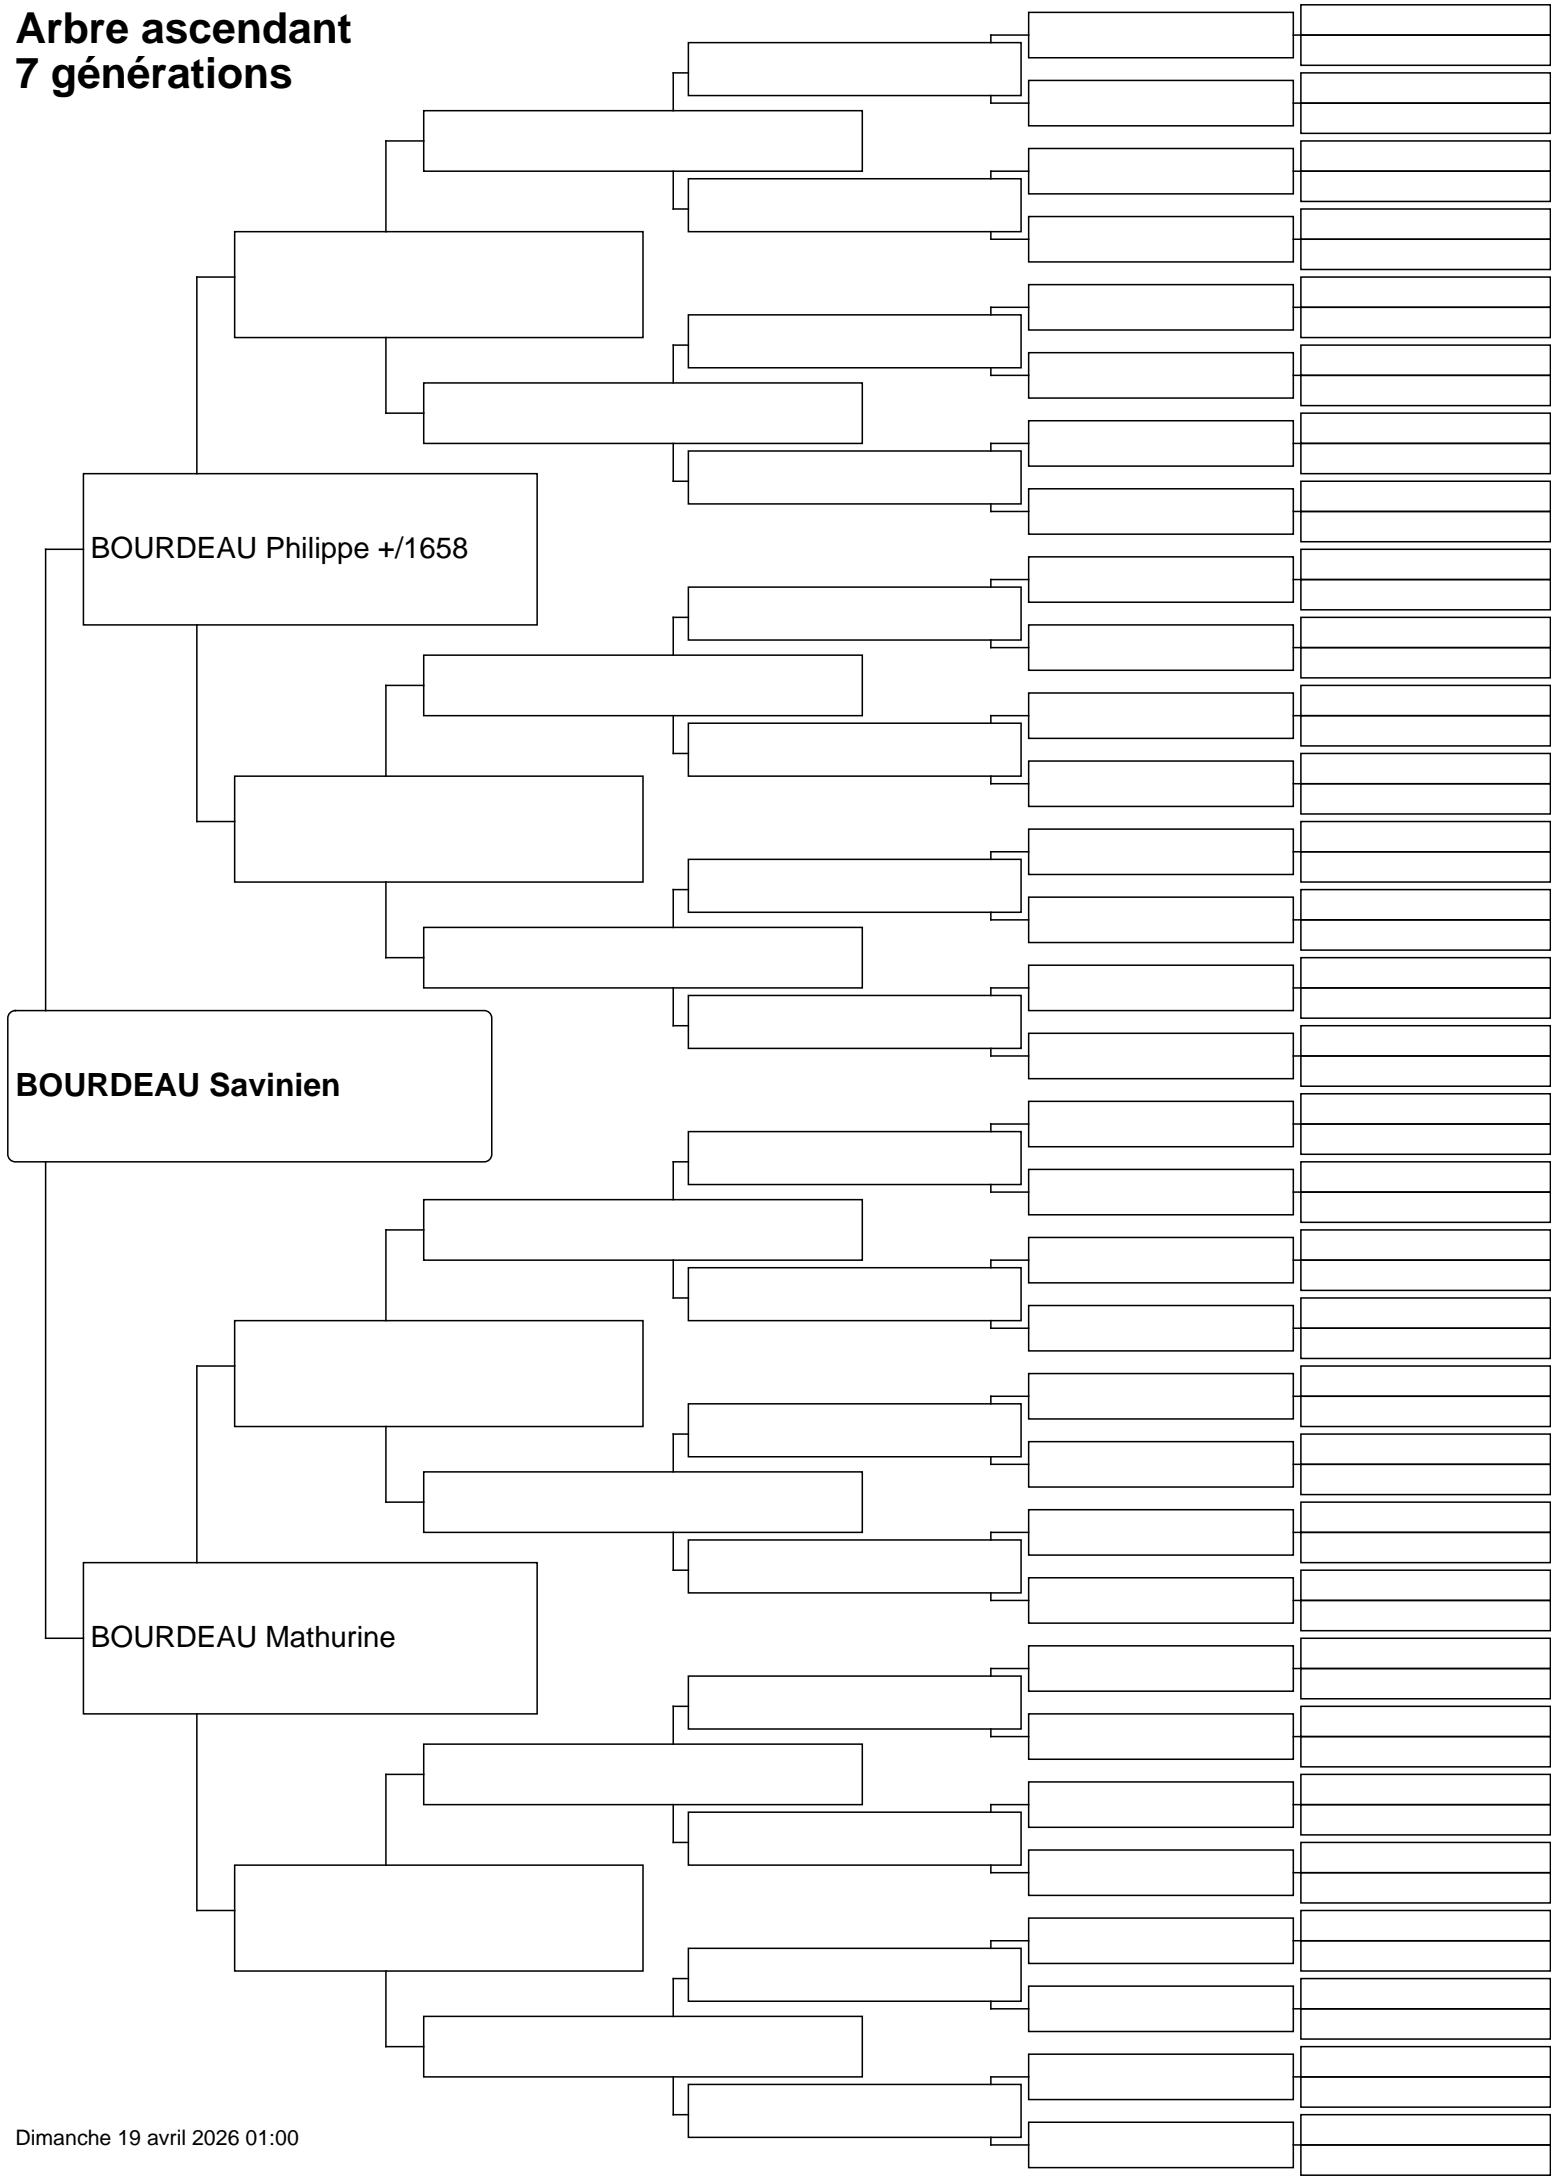 Arbre ascendant
7 générations
BOURDEAU Philippe +/1658
BOURDEAU Savinien
BOURDEAU Mathurine
Dimanche 19 avril 2026 01:00